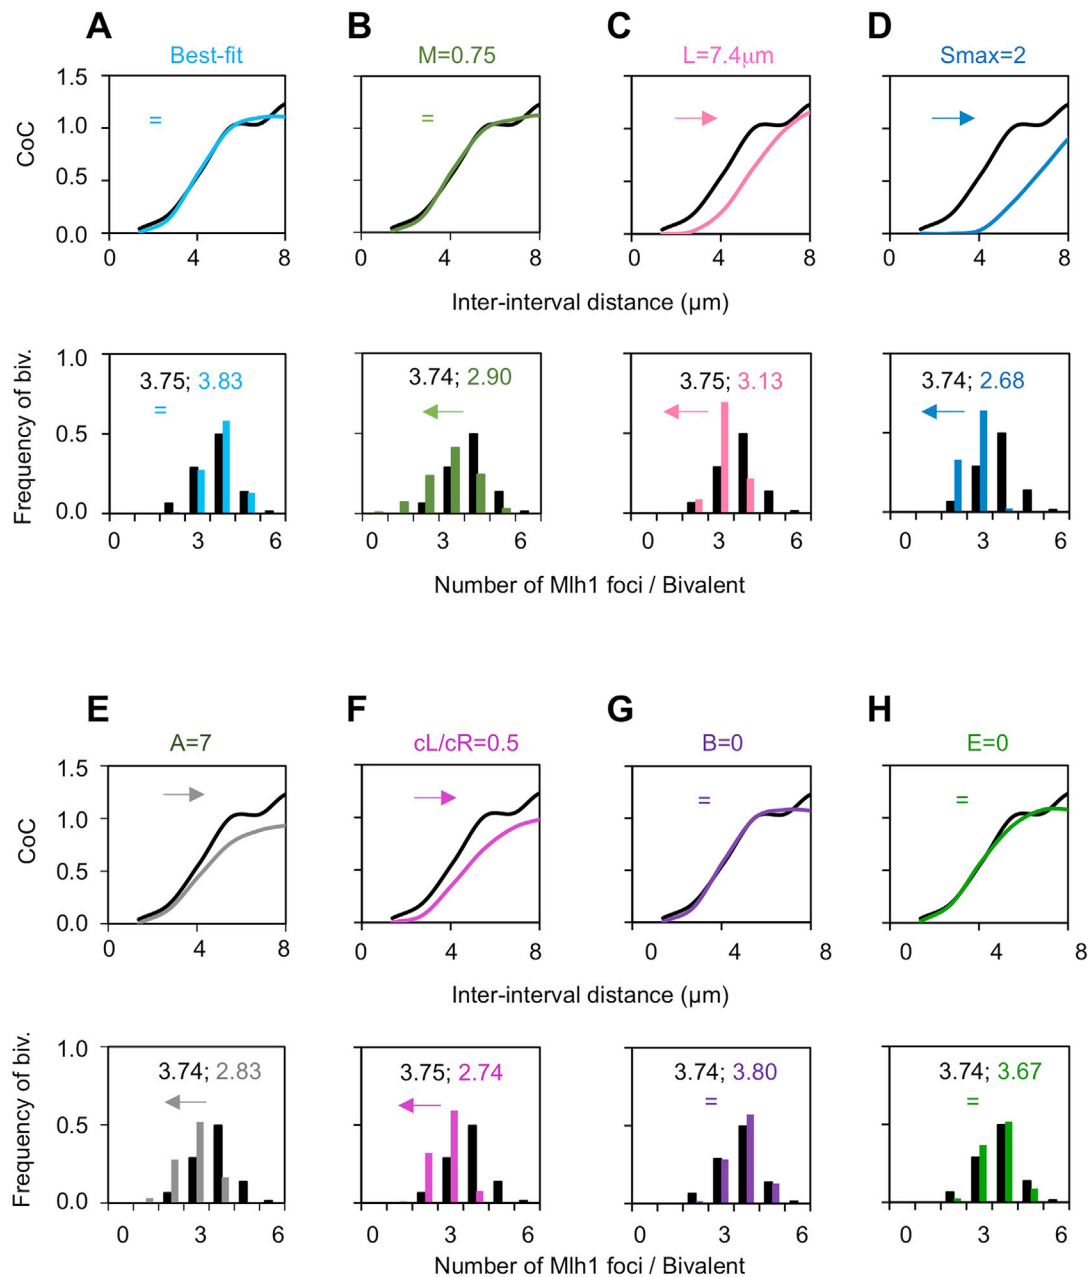 A B C D
Best-fit M=0.75 L=7.4μm Smax=2
1.5
= = 
1.0
CoC
0.5
0.0
0 4 8 0 4 8 0 4 8 0 4 8
Inter-interval distance (μm)
1.0
3.75; 3.83 3.74; 2.90 3.75; 3.13 3.74; 2.68
=
Frequency of biv.
0.5
0.0
0 3 6 0 3 6 0 3 6 0 3 6
Number of Mlh1 foci / Bivalent
E F G H
A=7 cL/cR=0.5 B=0 E=0
1.5
= =
1.0
CoC
0.5
0.0
0 4 8 0 4 8 0 4 8 0 4 8
Inter-interval distance (μm)
1.0
3.74; 2.83 3.75; 2.74 3.74; 3.80 3.74; 3.67
= =
Frequency of biv.
0.5
0.0
0 3 6 0 3 6 0 3 6 0 3 6
Number of Mlh1 foci / Bivalent